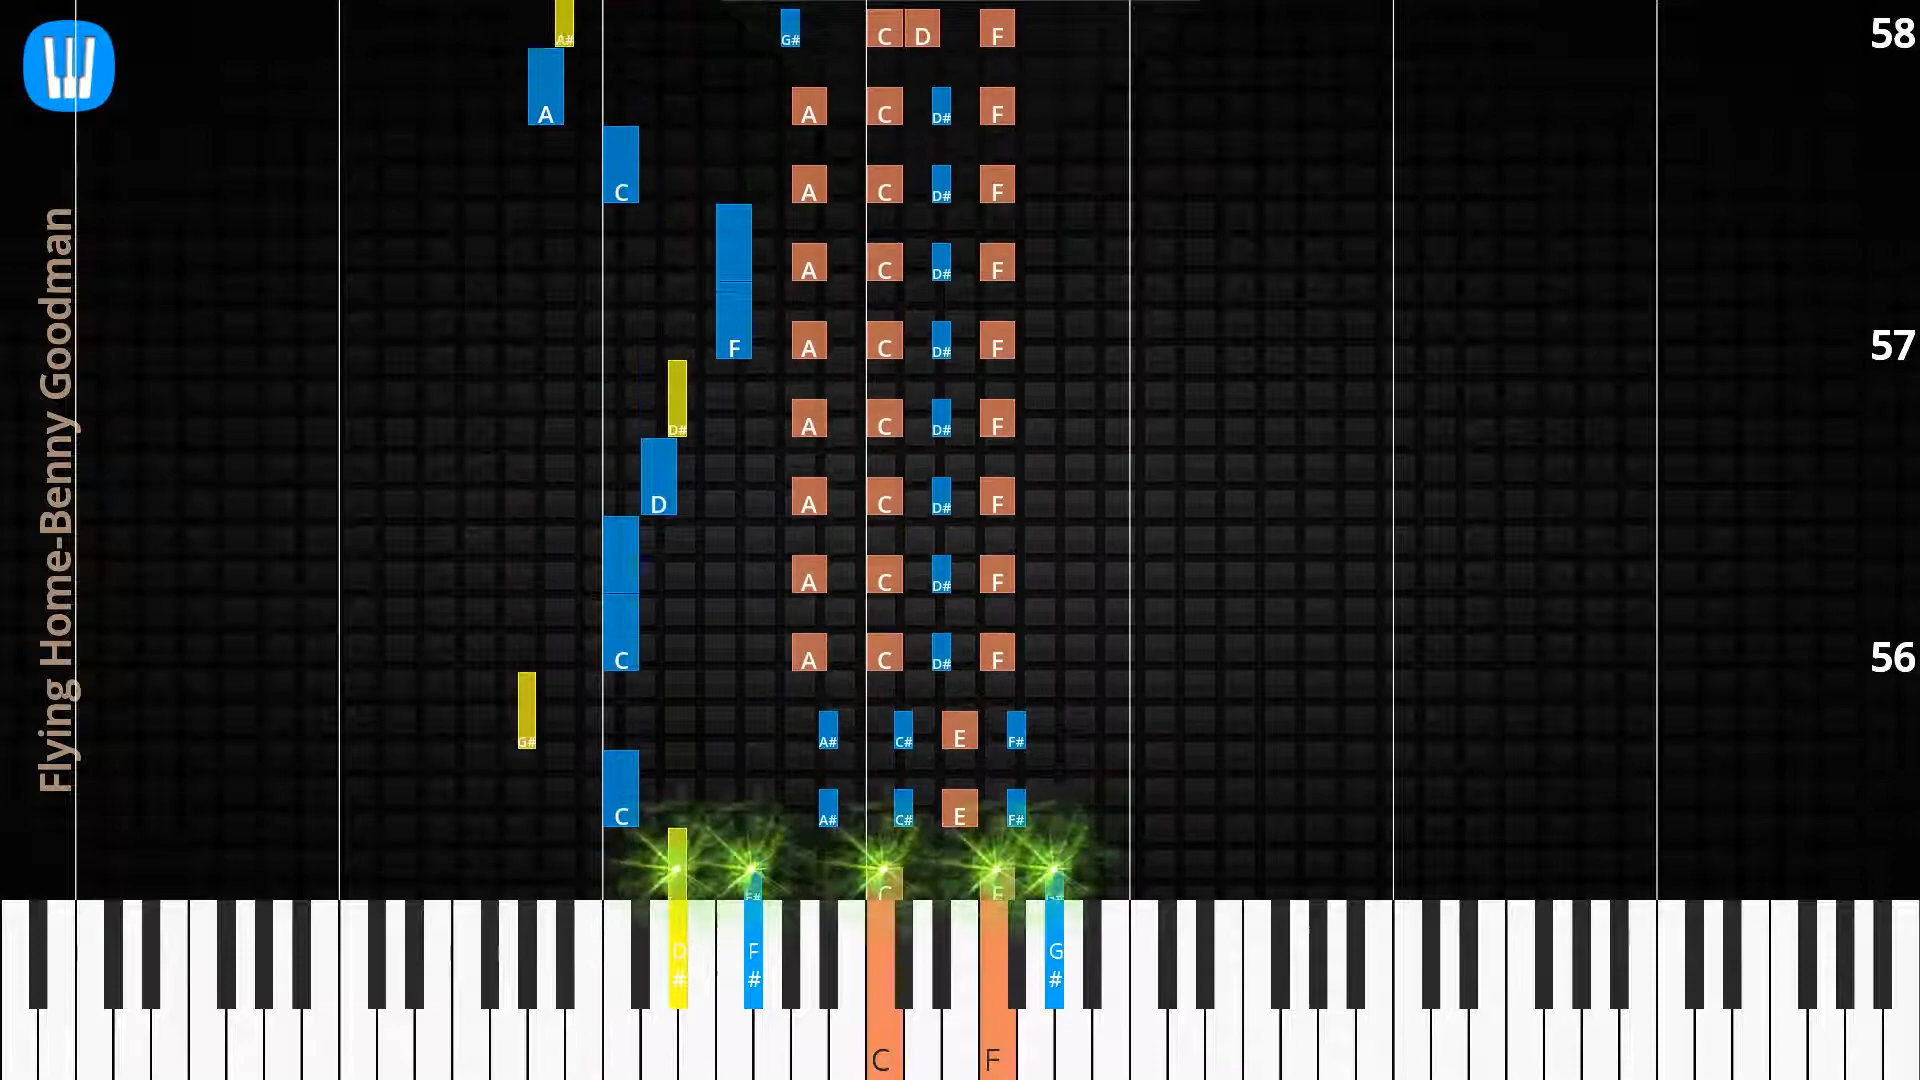 A# G# C D F 58
A A C D# F
C A C D# F
A C D# F
F A C D# F 57
D# A C D# F
D A C D# F
A C D# F
C A C D# F 56
G# A# C# E F#
C A# C# E F#
F# C F G#
D# F# G#
C F
Flying Home-Benny Goodman